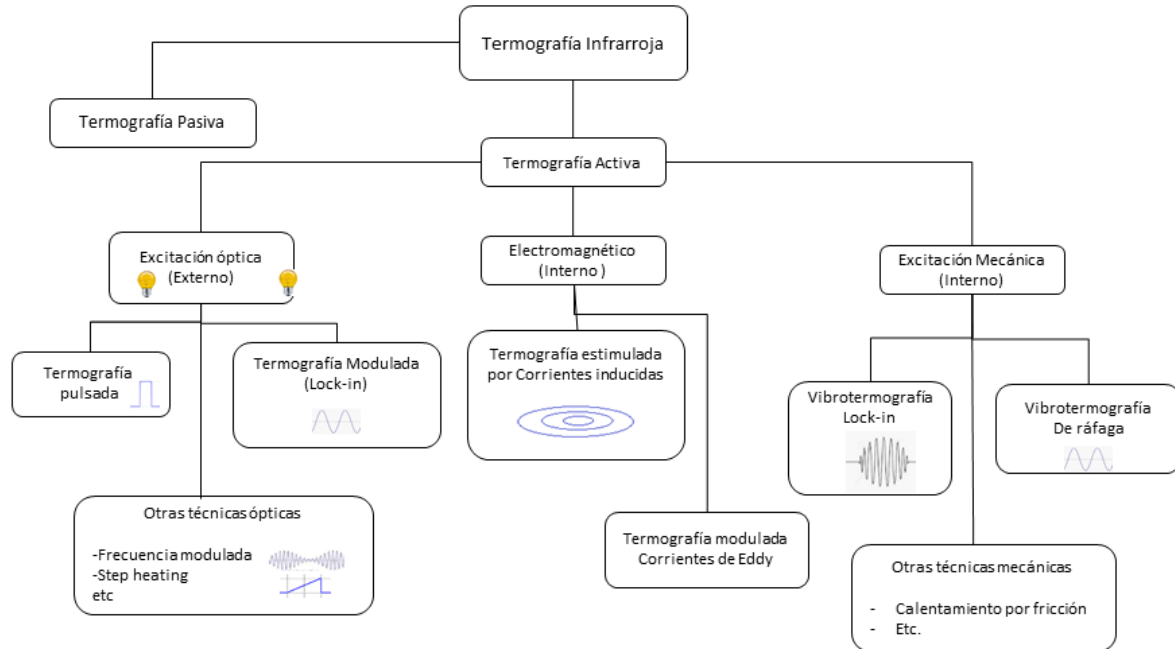 Termografía Infrarroja
Termografía Pasiva
Termografía Activa
Excitación óptica
(Externo)
Electromagnético
(Interno )
Excitación Mecánica
(Interno)
Termografía
pulsada
Termografía Modulada
(Lock-in)
Termografía estimulada
por Corrientes inducidas
Vibrotermografía
Lock-in
Vibrotermografía
De ráfaga
Otras técnicas ópticas
-Frecuencia modulada
-Step heating
etc
Termografía modulada
Corrientes de Eddy
Otras técnicas mecánicas
- Calentamiento por fricción
- Etc.